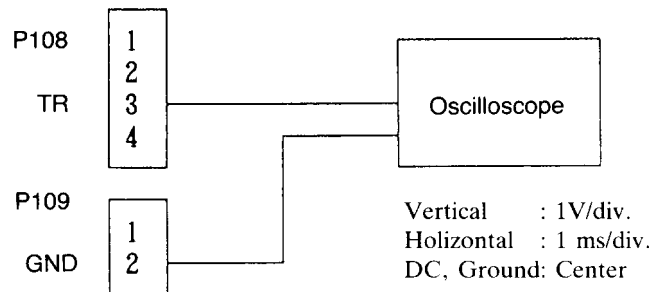 P108
1
2
TR 3
4
Oscilloscope
P109
1
GND 2
Vertical : 1V/div.
Holizontal : 1 ms/div.
DC, Ground: Center